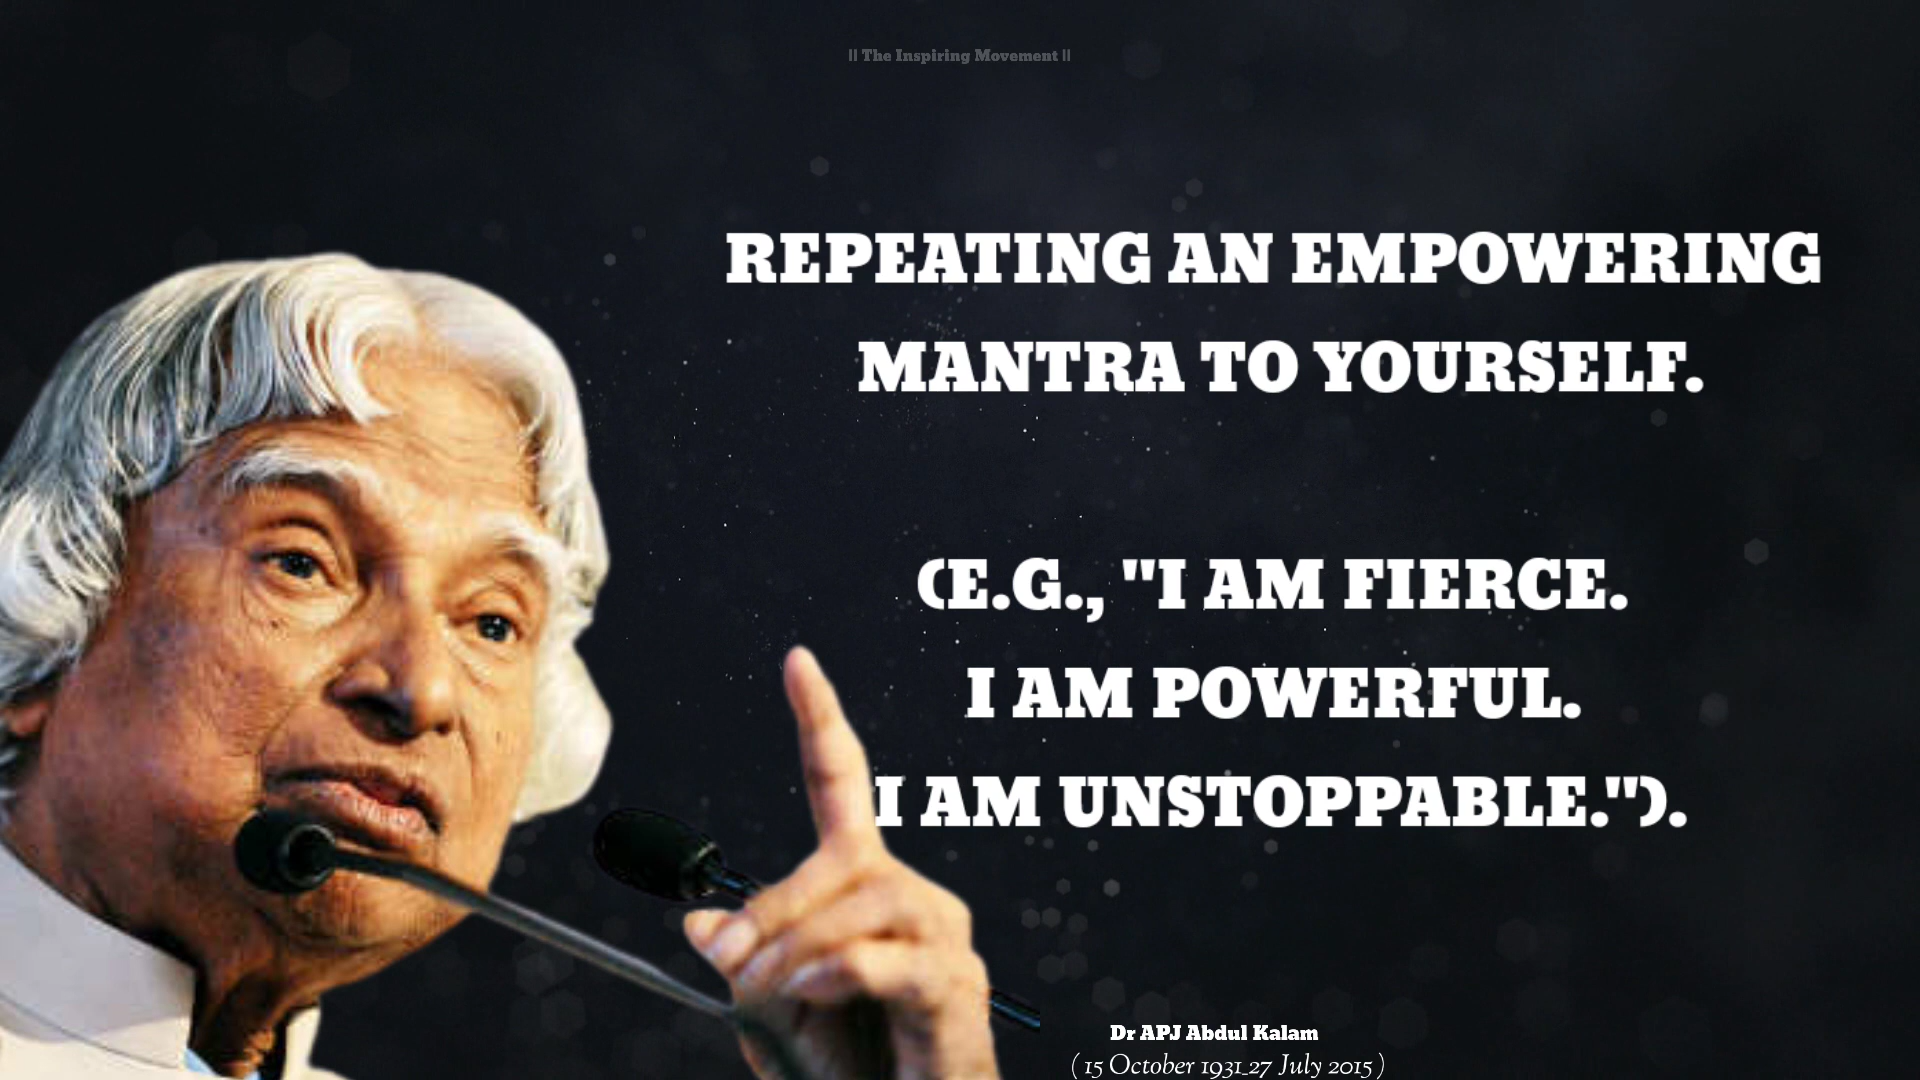 || The Inspiring Movement ||
REPEATING AN EMPOWERING
MANTRA TO YOURSELF.
(E.G., "I AM FIERCE.
I AM POWERFUL.
I AM UNSTOPPABLE.").
Dr APJ Abdul Kalam
( 15 October 1931_27 July 2015 )